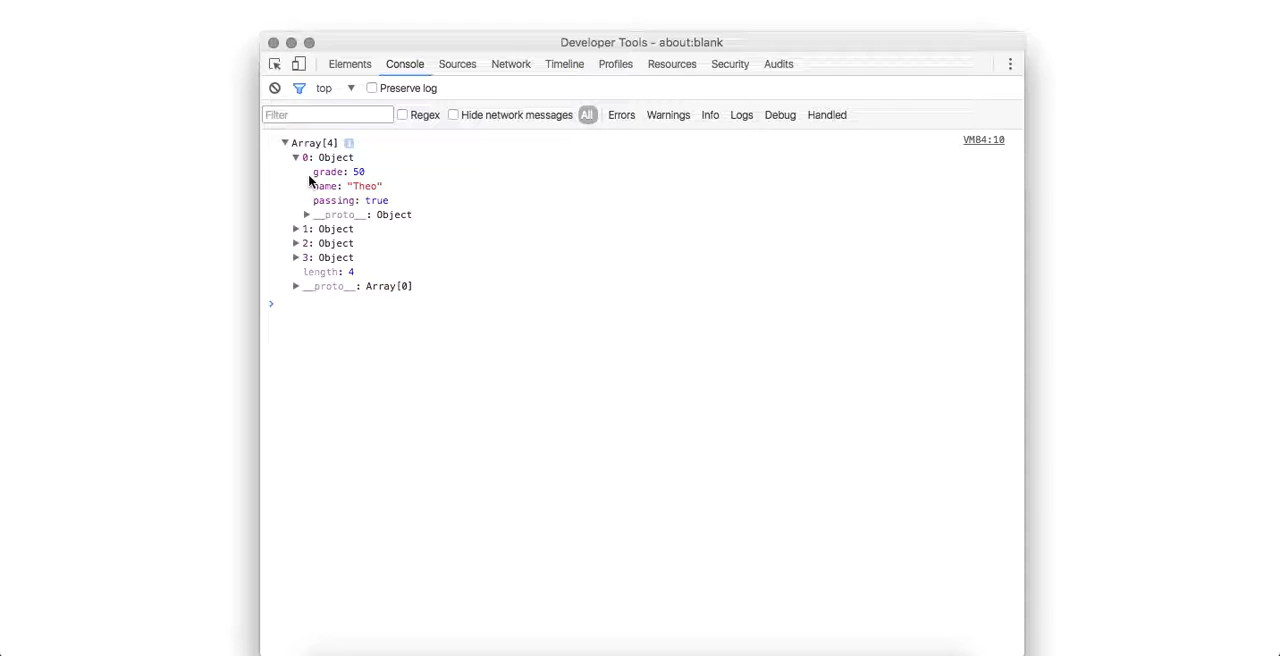 Developer Tools - about:blank
Elements Console Sources Network Timeline Profiles Resources Security Audits
top Preserve log
Filter Regex Hide network messages All Errors Warnings Info Logs Debug Handled
Array[4] VM84:10
0: Object
grade: 50
name: "Theo"
passing: true
__proto__: Object
1: Object
2: Object
3: Object
length: 4
__proto__: Array[0]